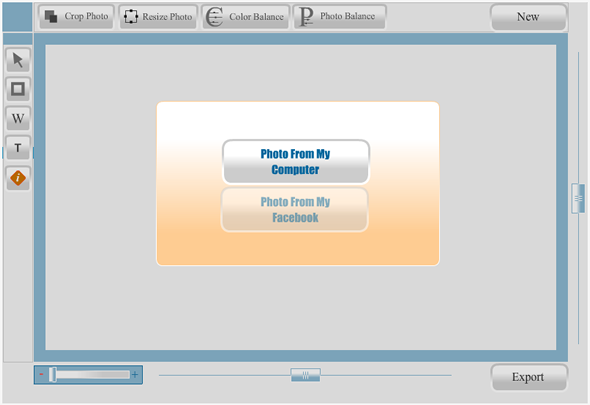 Crop Photo
Resize Photo
Color Balance
Photo Balance
New
W
T
i
Photo From My
Computer
Photo From My
Facebook
- +
Export